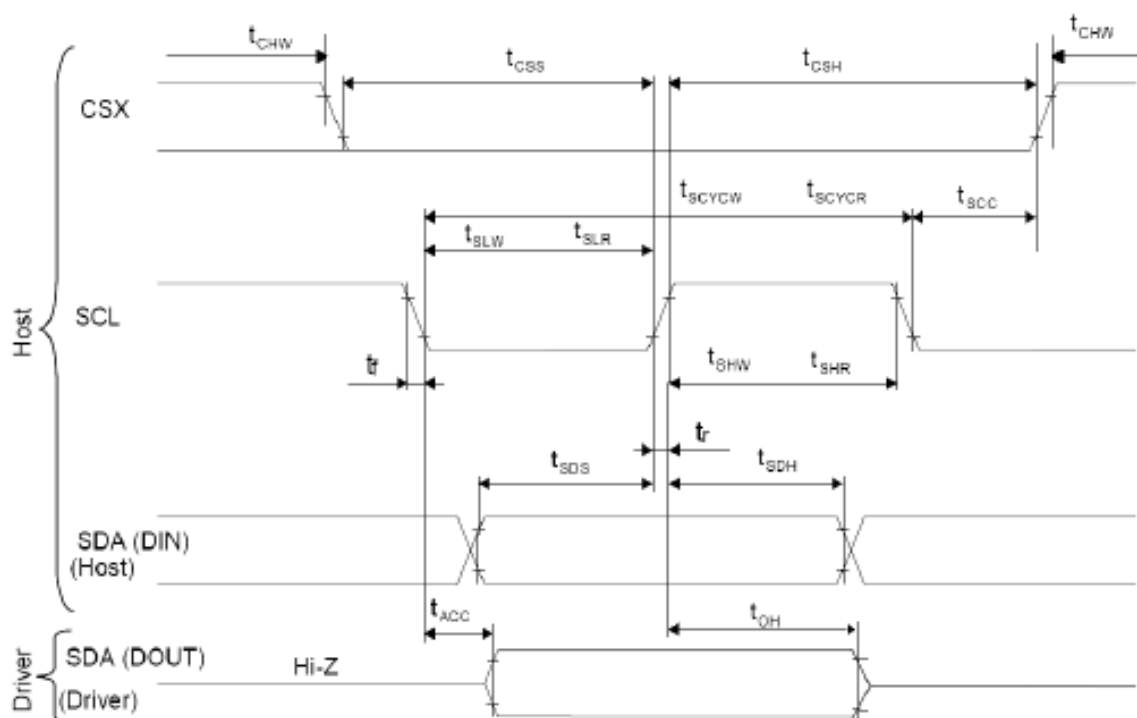 tCHW
tCHW
tCSS
tCSH
CSX
tSCYCW
tSCYCR
tSCC
tSLW
tSLR
Host
SCL
tf
tSHW
tSHR
tr
tSDS
tSDH
SDA (DIN)
(Host)
tACC
tOH
Driver
SDA (DOUT)
Hi-Z
(Driver)